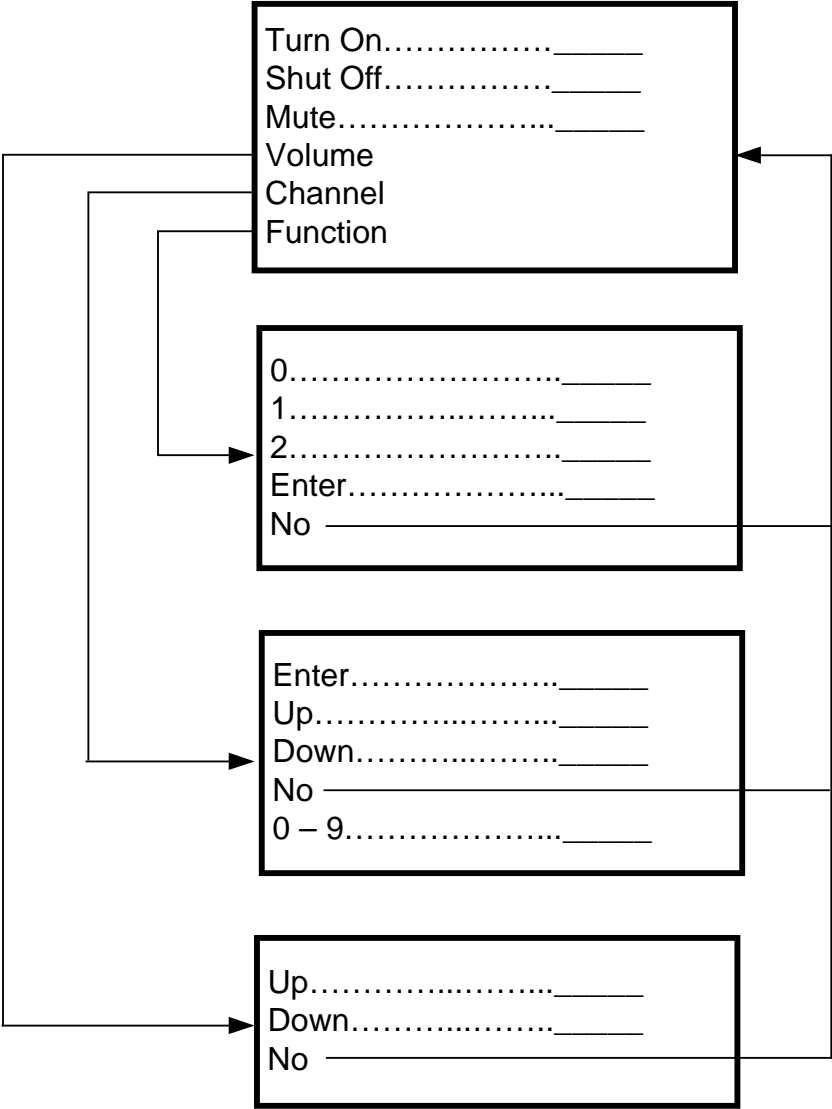 Turn On…………….._____
Shut Off……………._____
Mute………………..._____
Volume
Channel
Function
0…………………….._____
1……………..……..._____
2…………………….._____
Enter………………..._____
No
Enter……………….._____
Up…………...……..._____
Down………...…….._____
No
0 – 9………………..._____
Up…………...……..._____
Down………...…….._____
No